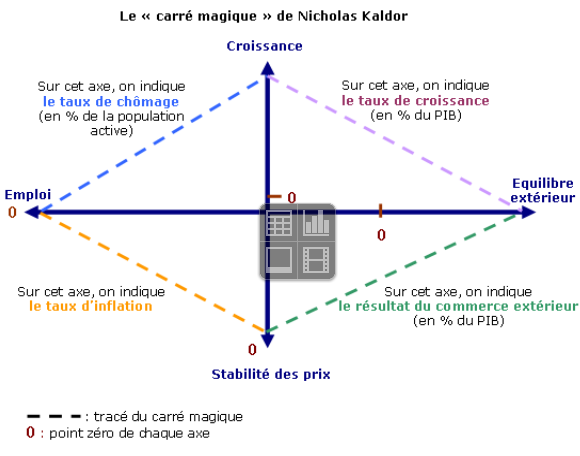 Le « carré magique » de Nicholas Kaldor
Croissance
Sur cet axe, on indique
le taux de chômage
(en % de la population
active)
Sur cet axe, on indique
le taux de croissance
(en % du PIB)
Emploi
0
0
Equilibre
extérieur
0
Sur cet axe, on indique
le taux d'inflation
Sur cet axe, on indique
le résultat du commerce extérieur
(en % du PIB)
0
Stabilité des prix
: tracé du carré magique
0 : point zéro de chaque axe